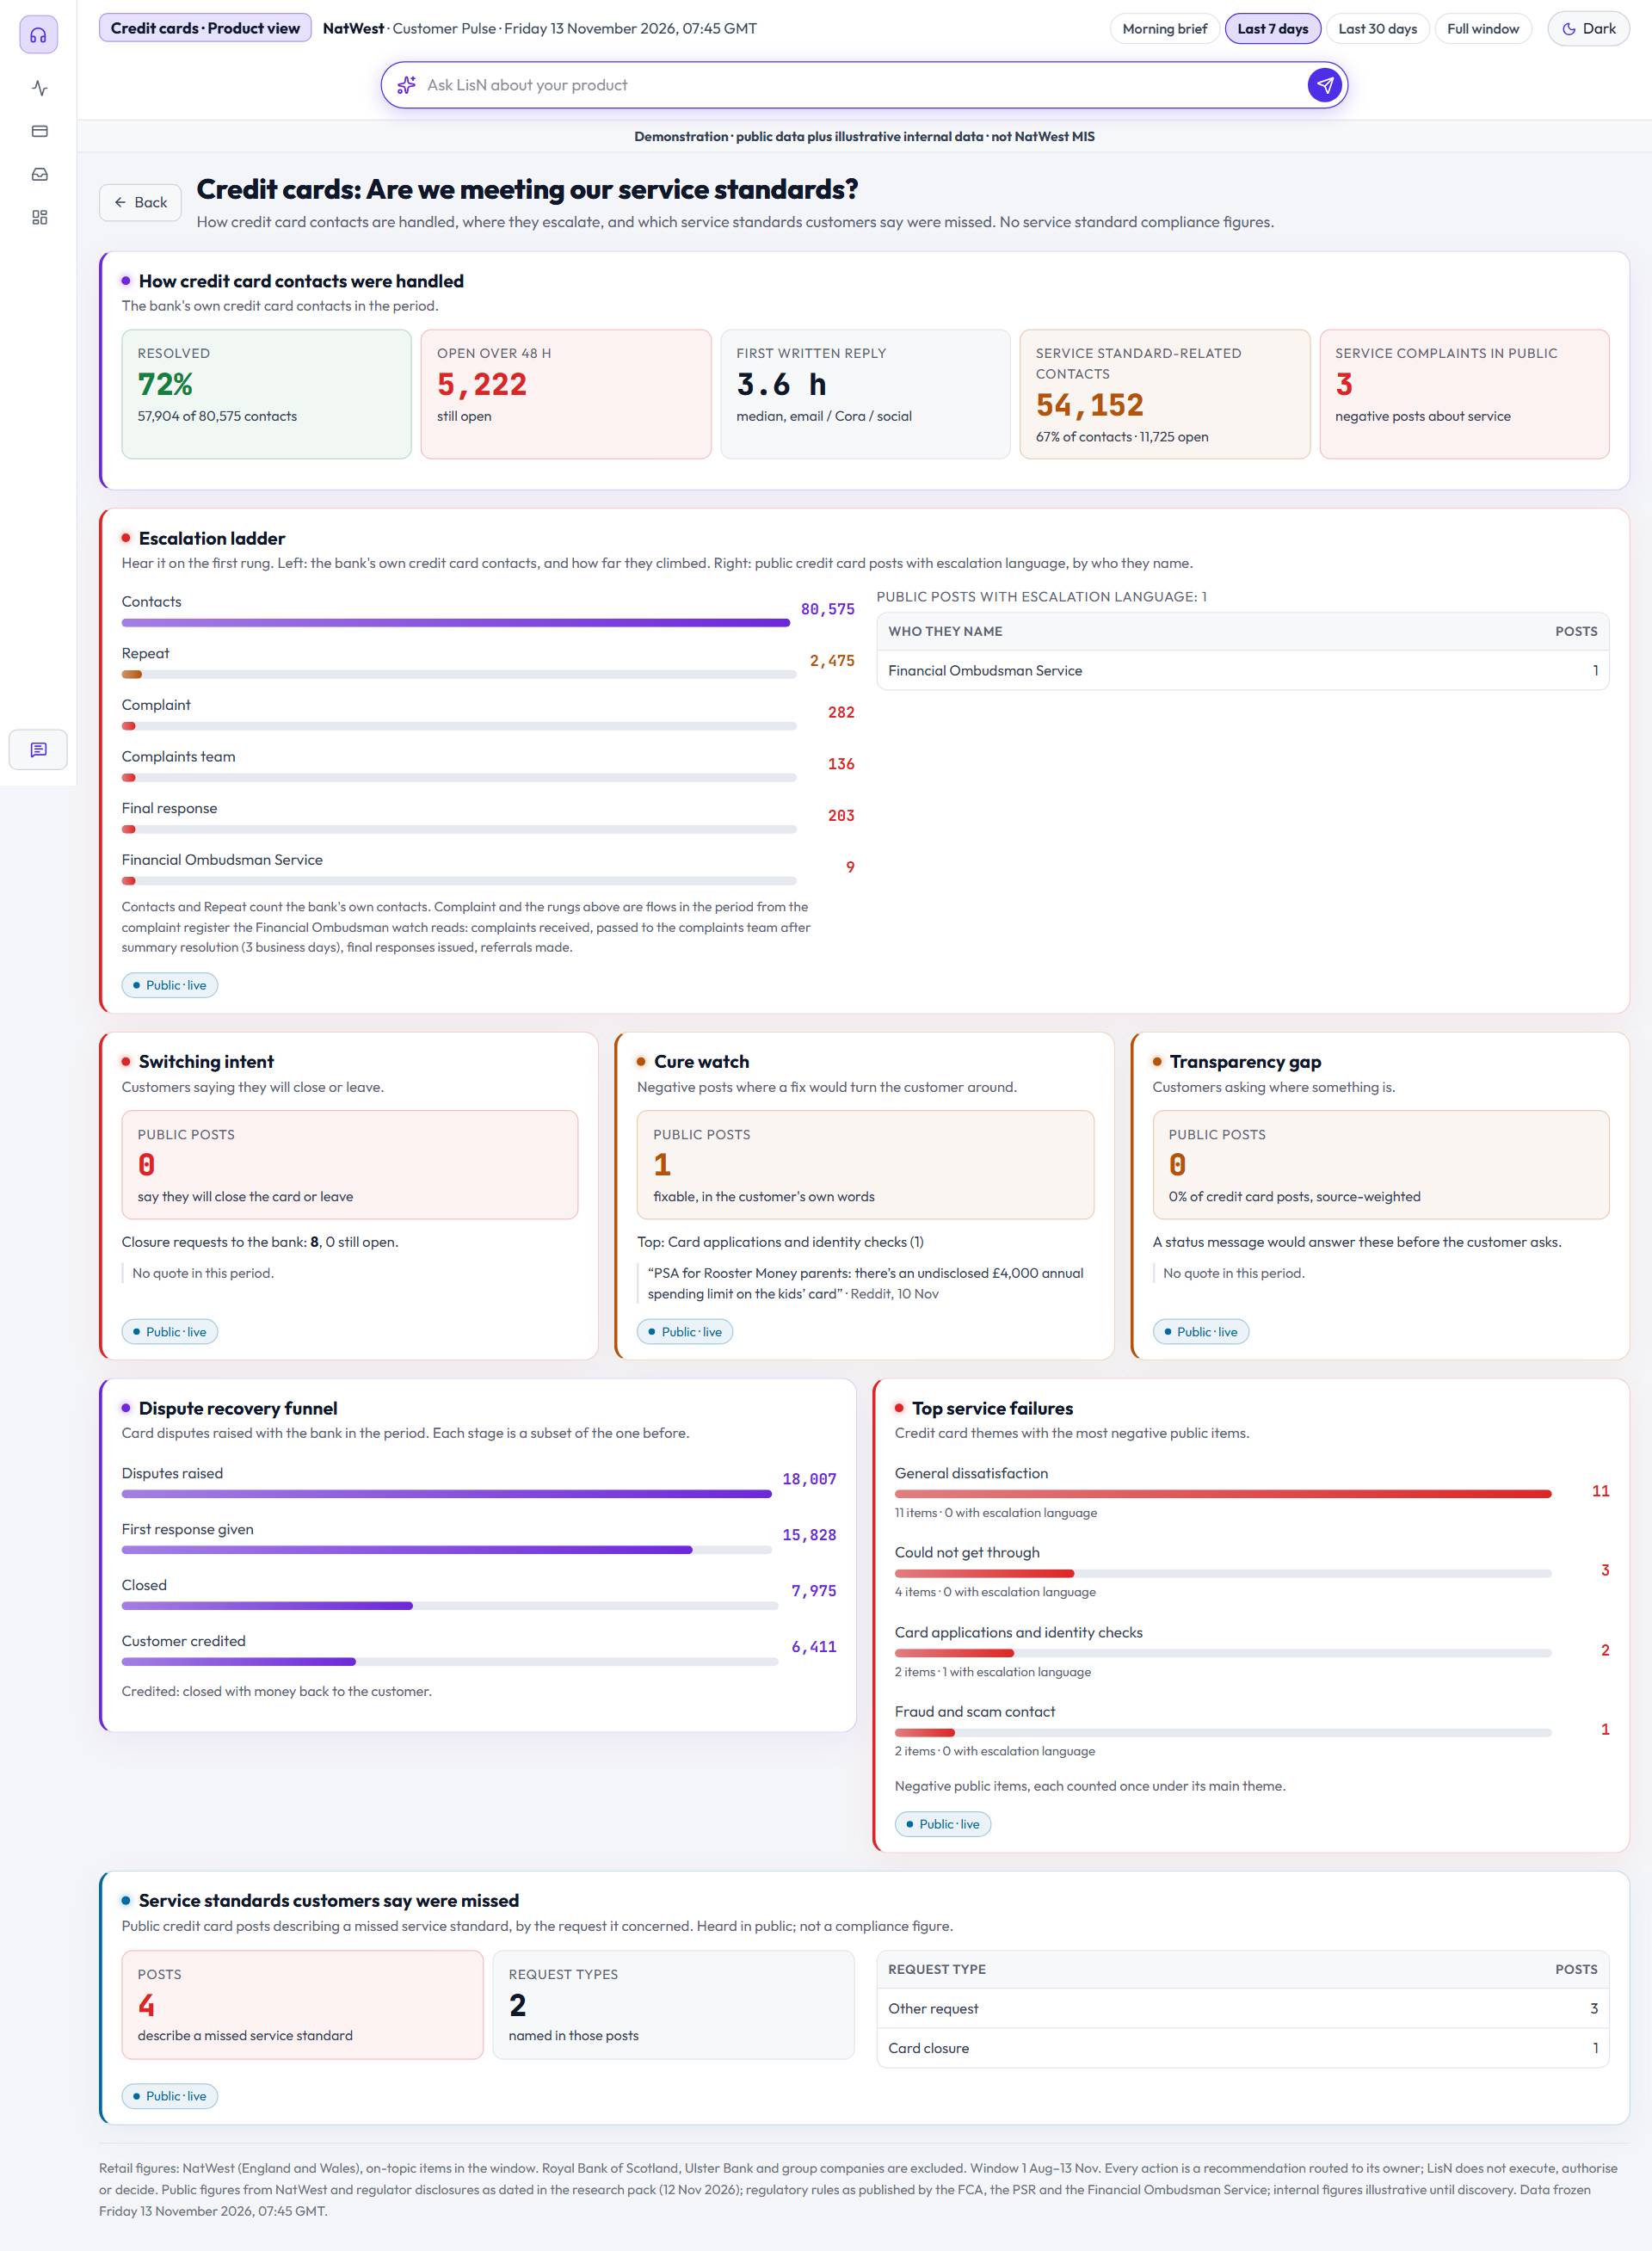 Credit cards · Product view
NatWest · Customer Pulse · Friday 13 November 2026, 07:45 GMT
Morning brief
Last 7 days
Last 30 days
Full window
Dark
Ask LisN about your product
Demonstration · public data plus illustrative internal data · not NatWest MIS
Back
Credit cards: Are we meeting our service standards?
How credit card contacts are handled, where they escalate, and which service standards customers say were missed. No service standard compliance figures.
How credit card contacts were handled
The bank's own credit card contacts in the period.
RESOLVED
72%
57,904 of 80,575 contacts
OPEN OVER 48 H
5,222
still open
FIRST WRITTEN REPLY
3.6 h
median, email / Cora / social
SERVICE STANDARD-RELATED
CONTACTS
54,152
67% of contacts · 11,725 open
SERVICE COMPLAINTS IN PUBLIC
3
negative posts about service
Escalation ladder
Hear it on the first rung. Left: the bank's own credit card contacts, and how far they climbed. Right: public credit card posts with escalation language, by who they name.
Contacts
80,575
Repeat
2,475
Complaint
282
Complaints team
136
Final response
203
Financial Ombudsman Service
9
Contacts and Repeat count the bank's own contacts. Complaint and the rungs above are flows in the period from the
complaint register the Financial Ombudsman watch reads: complaints received, passed to the complaints team after
summary resolution (3 business days), final responses issued, referrals made.
Public · live
PUBLIC POSTS WITH ESCALATION LANGUAGE: 1
WHO THEY NAME POSTS
Financial Ombudsman Service 1
Switching intent
Customers saying they will close or leave.
PUBLIC POSTS
0
say they will close the card or leave
Closure requests to the bank: 8, 0 still open.
No quote in this period.
Public · live
Cure watch
Negative posts where a fix would turn the customer around.
PUBLIC POSTS
1
fixable, in the customer's own words
Top: Card applications and identity checks (1)
“PSA for Rooster Money parents: there’s an undisclosed £4,000 annual
spending limit on the kids’ card” · Reddit, 10 Nov
Public · live
Transparency gap
Customers asking where something is.
PUBLIC POSTS
0
0% of credit card posts, source-weighted
A status message would answer these before the customer asks.
No quote in this period.
Public · live
Dispute recovery funnel
Card disputes raised with the bank in the period. Each stage is a subset of the one before.
Disputes raised
18,007
First response given
15,828
Closed
7,975
Customer credited
6,411
Credited: closed with money back to the customer.
Top service failures
Credit card themes with the most negative public items.
General dissatisfaction
11
11 items · 0 with escalation language
Could not get through
3
4 items · 0 with escalation language
Card applications and identity checks
2
2 items · 1 with escalation language
Fraud and scam contact
1
2 items · 0 with escalation language
Negative public items, each counted once under its main theme.
Public · live
Service standards customers say were missed
Public credit card posts describing a missed service standard, by the request it concerned. Heard in public; not a compliance figure.
POSTS
4
describe a missed service standard
REQUEST TYPES
2
named in those posts
REQUEST TYPE POSTS
Other request 3
Card closure 1
Public · live
Retail figures: NatWest (England and Wales), on-topic items in the window. Royal Bank of Scotland, Ulster Bank and group companies are excluded. Window 1 Aug–13 Nov. Every action is a recommendation routed to its owner; LisN does not execute, authorise
or decide. Public figures from NatWest and regulator disclosures as dated in the research pack (12 Nov 2026); regulatory rules as published by the FCA, the PSR and the Financial Ombudsman Service; internal figures illustrative until discovery. Data frozen
Friday 13 November 2026, 07:45 GMT.